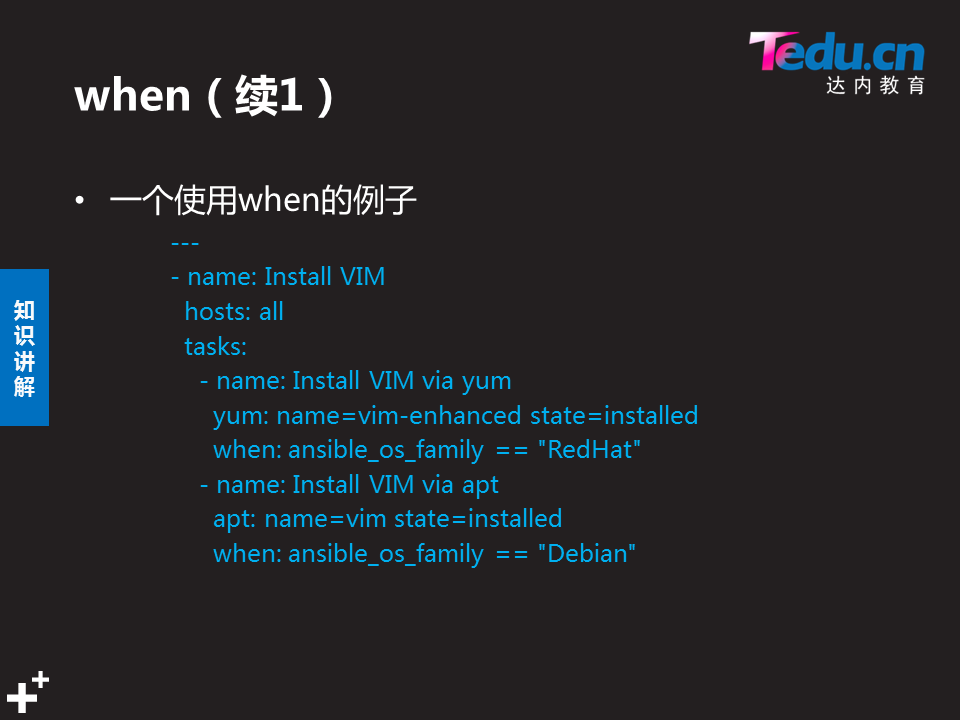 Tedu.cn
达内教育
when（续1）
• 一个使用when的例子
---
- name: Install VIM
hosts: all
tasks:
- name: Install VIM via yum
yum: name=vim-enhanced state=installed
when: ansible_os_family == "RedHat"
- name: Install VIM via apt
apt: name=vim state=installed
when: ansible_os_family == "Debian"
知识讲解